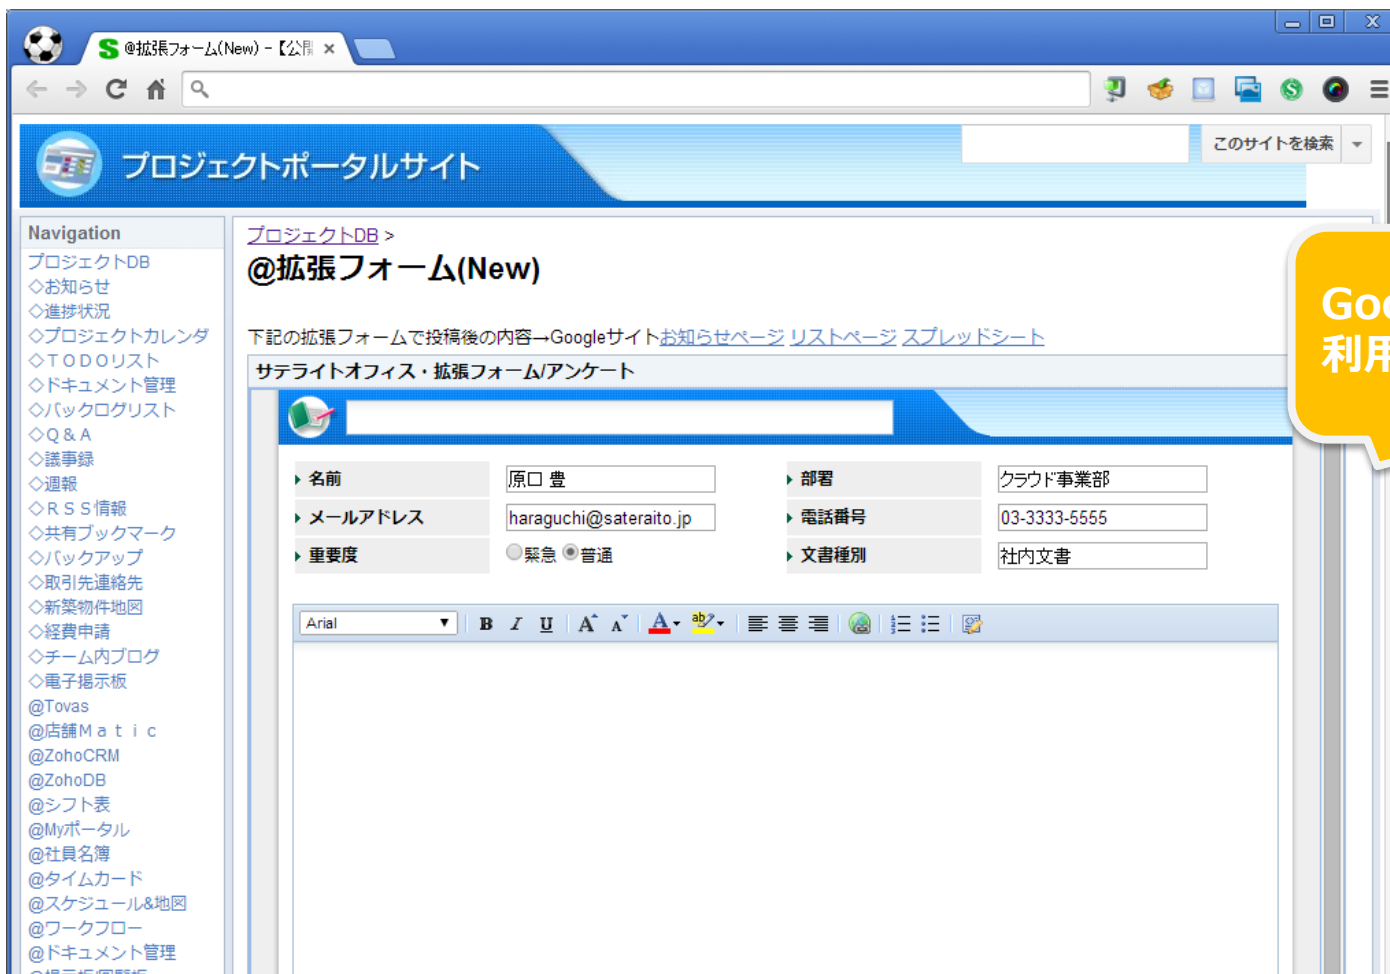 @拡張フォーム(New) - 【公開
このサイトを検索
プロジェクトポータルサイト
Navigation
プロジェクトDB
◇お知らせ
◇進捗状況
◇プロジェクトカレンダ
◇TODOリスト
◇ドキュメント管理
◇バックログリスト
◇Q&A
◇議事録
◇週報
◇RSS情報
◇共有ブックマーク
◇バックアップ
◇取引先連絡先
◇新築物件地図
◇経費申請
◇チーム内ブログ
◇電子掲示板
@Tovas
@店舗Matic
@ZohoCRM
@ZohoDB
@シフト表
@Myポータル
@社員名簿
@タイムカード
@スケジュール&地図
@ワークフロー
@ドキュメント管理
プロジェクトDB >
@拡張フォーム(New)
下記の拡張フォームで投稿後の内容→Googleサイトお知らせページ リストページ スプレッドシート
サテライトオフィス・拡張フォーム/アンケート
名前 原口 豊 部署 クラウド事業部
メールアドレス haraguchi@sateraito.jp 電話番号 03-3333-5555
重要度 緊急 普通 文書種別 社内文書
Arial B I U A A A ab
利用